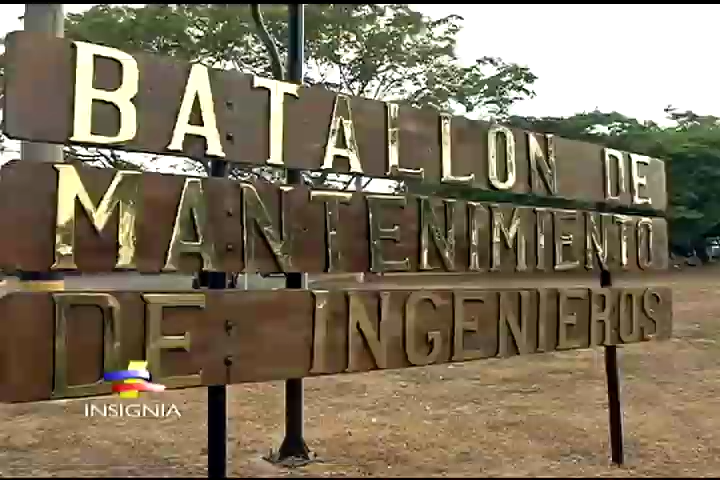 BATALLON DE
MANTENIMIENTO
DE INGENIEROS
INSIGNIA